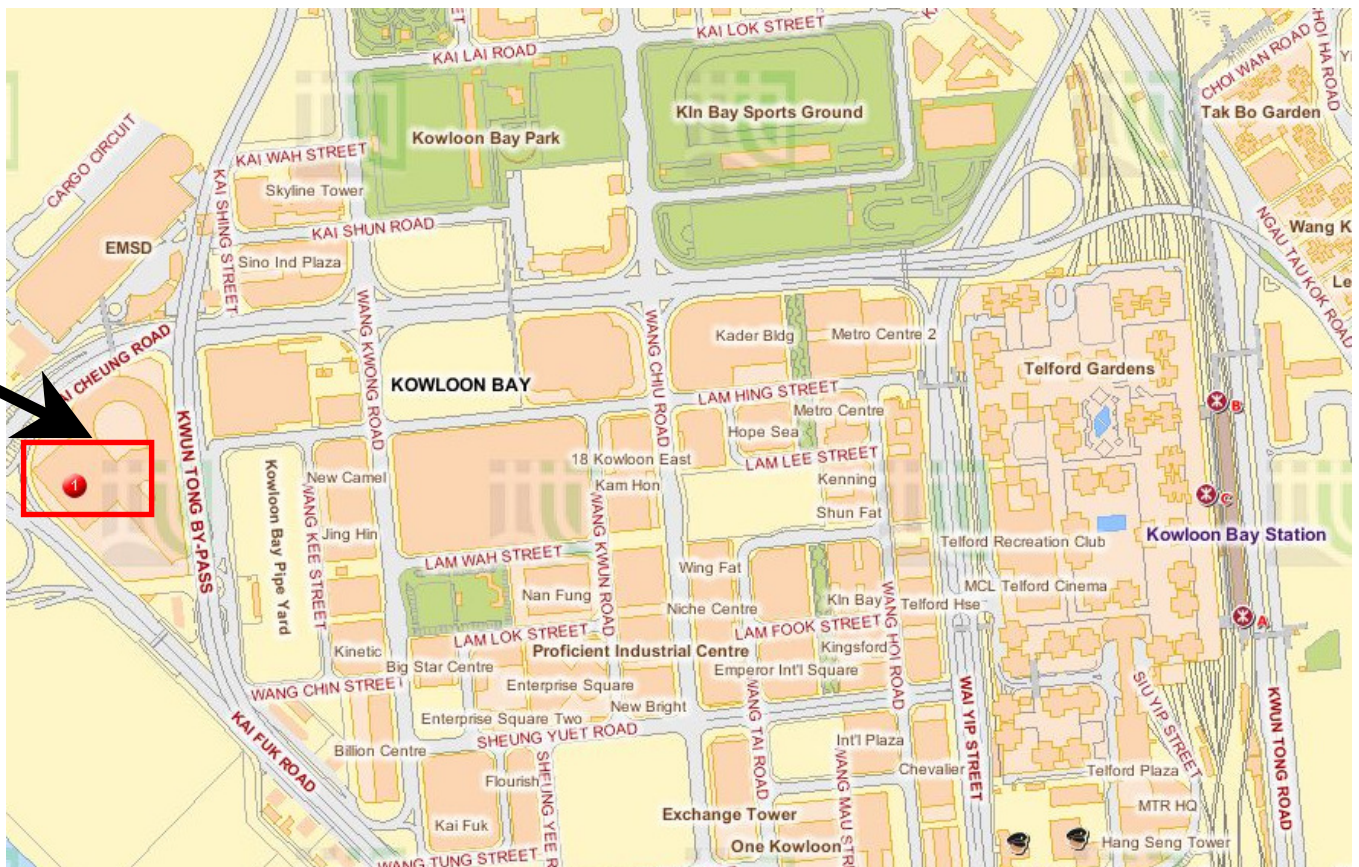 KAI LOK STREET
KAI LAI ROAD
CHOI WAN ROAD
CHOI HA ROAD
Tak Bo Garden
Kln Bay Sports Ground
Kowloon Bay Park
CARGO CIRCUIT
KAI WAH STREET
Skyline Tower
KAI SHING STREET
KAI SHUN ROAD
EMSD
Sino Ind Plaza
NGAU TAU KOK ROAD
Wang K
Le
WANG KWONG ROAD
WANG CHIU ROAD
Kader Bldg
Metro Centre 2
AI CHEUNG ROAD
KOWLOON BAY
LAM HING STREET
Telford Gardens
Metro Centre
B
KWUN TONG BY-PASS
Hope Sea
18 Kowloon East
LAM LEE STREET
Kowloon Bay Pipe Yard
WANG KEE STREET
New Camel
Kam Hon
Kenning
1
C
Shun Fat
WANG KWUN ROAD
Jing Hin
Telford Recreation Club
Kowloon Bay Station
LAM WAH STREET
Wing Fat
MCL Telford Cinema
Nan Fung
Niche Centre
Kln Bay
Telford Hse
WANG HOI ROAD
A
LAM LOK STREET
LAM FOOK STREET
Kinetic
Proficient Industrial Centre
Kingsford
Big Star Centre
Emperor Int'l Square
WANG CHIN STREET
Enterprise Square
WANG TAI ROAD
WAI YIP STREET
SIU YIP STREET
KWUN TONG ROAD
New Bright
Enterprise Square Two
KAI FUK ROAD
SHEUNG YUET ROAD
Int'l Plaza
Billion Centre
SHEUNG YEE R
WANG MAU STR
Flourish
Chevalier
Telford Plaza
MTR HQ
Exchange Tower
Kai Fuk
One Kowloon
Hang Seng Tower
WANG TUNG STREET